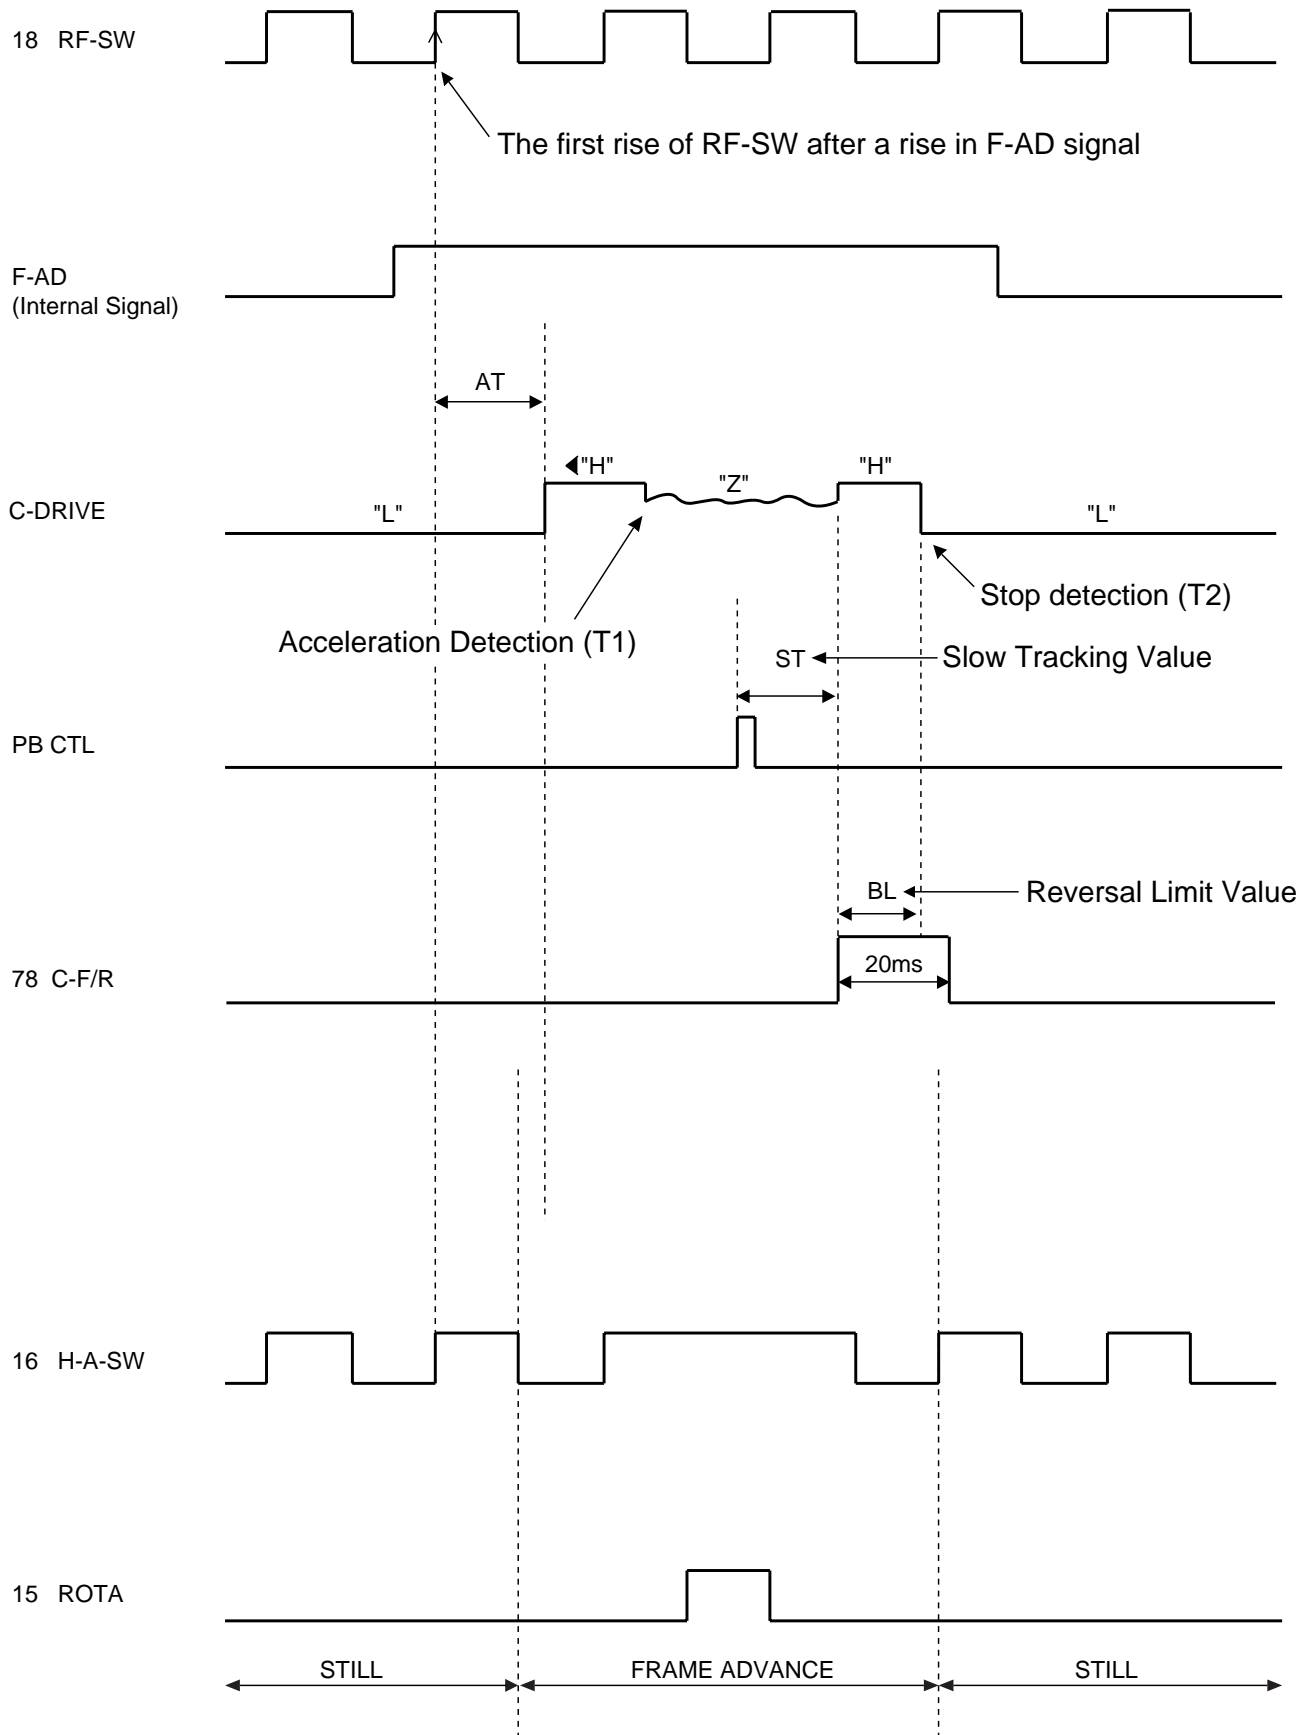 18 RF-SW
The first rise of RF-SW after a rise in F-AD signal
F-AD
(Internal Signal)
AT
"H"
"Z"
"H"
C-DRIVE
"L"
"L"
Stop detection (T2)
Acceleration Detection (T1)
ST
Slow Tracking Value
PB CTL
BL
Reversal Limit Value
78 C-F/R
20ms
16 H-A-SW
15 ROTA
STILL
FRAME ADVANCE
STILL